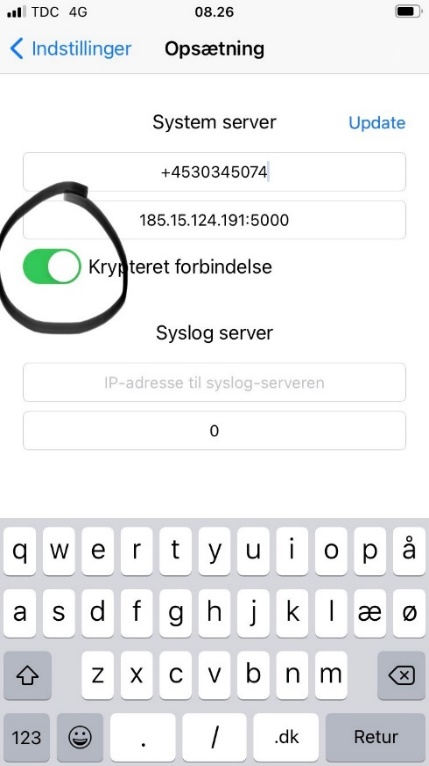 TDC 4G 08.26
Indstillinger Opsætning
System server Update
+4530345074
185.15.124.191:5000
Krypteret forbindelse
Syslog server
IP-adresse til syslog-serveren
0
q w e r t y u i o p å
a s d f g h j k l æ ø
z x c v b n m
123 . / .dk Retur